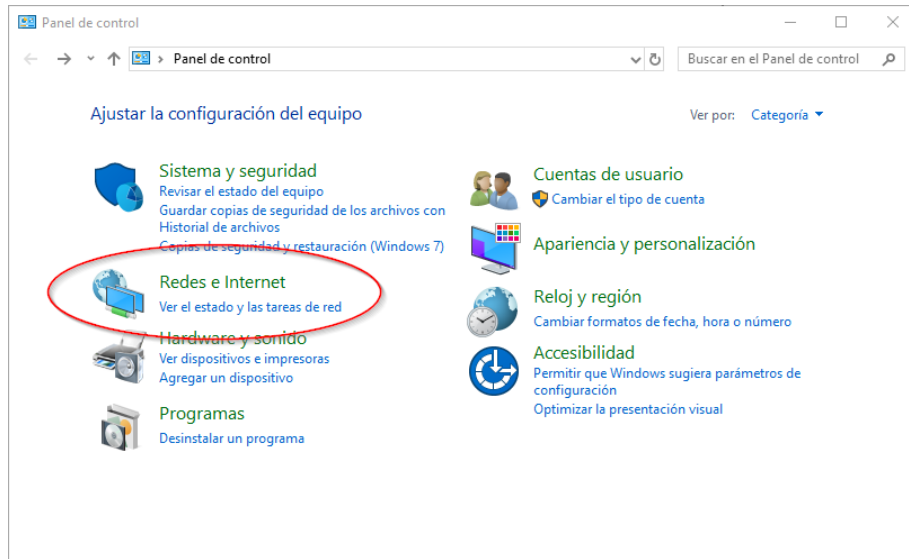 Panel de control
Panel de control
Buscar en el Panel de control
Ajustar la configuración del equipo
Ver por: Categoría
Sistema y seguridad
Revisar el estado del equipo
Guardar copias de seguridad de los archivos con
Historial de archivos
Copias de seguridad y restauración (Windows 7)
Redes e Internet
Ver el estado y las tareas de red
Hardware y sonido
Ver dispositivos e impresoras
Agregar un dispositivo
Programas
Desinstalar un programa
Cuentas de usuario
Cambiar el tipo de cuenta
Apariencia y personalización
Reloj y región
Cambiar formatos de fecha, hora o número
Accesibilidad
Permitir que Windows sugiera parámetros de
configuración
Optimizar la presentación visual